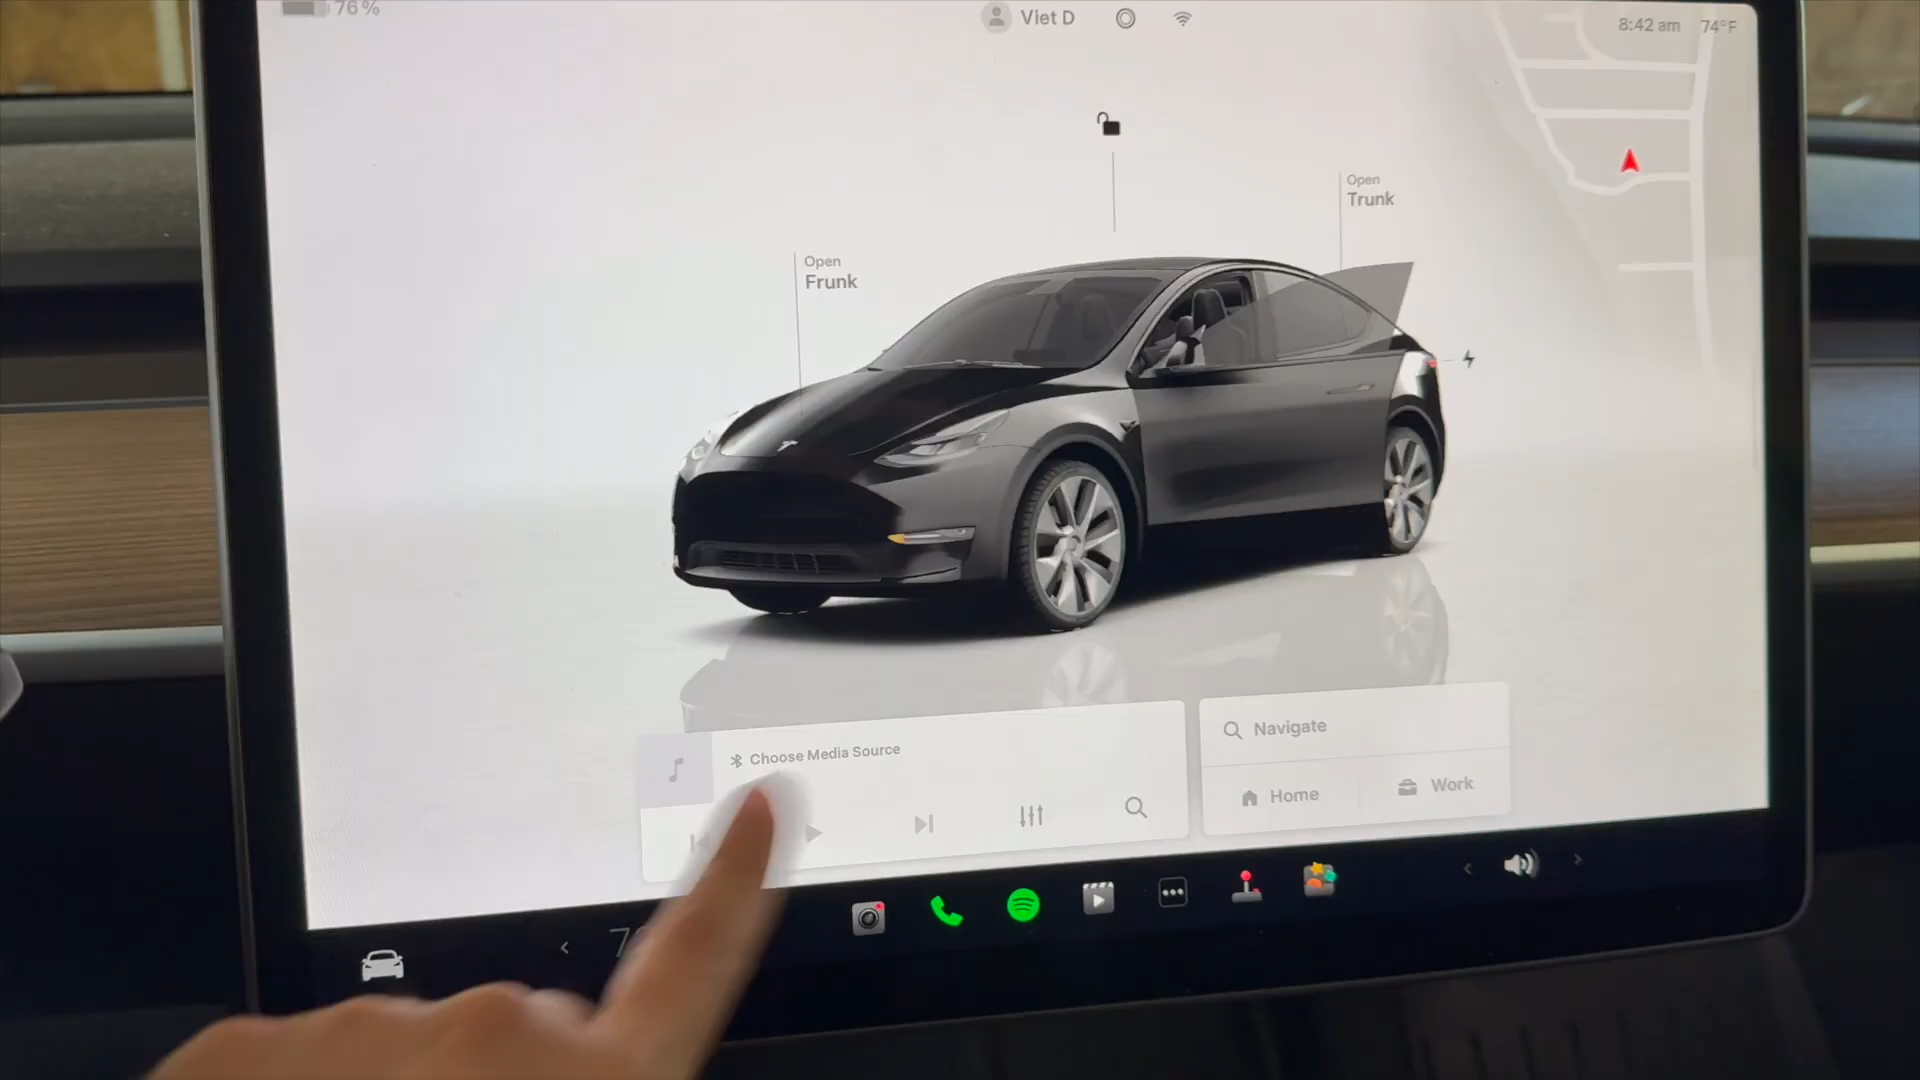 76%
Viet D
8:42 am 74°F
Open
Trunk
Open
Frunk
Choose Media Source
Navigate
Home
Work